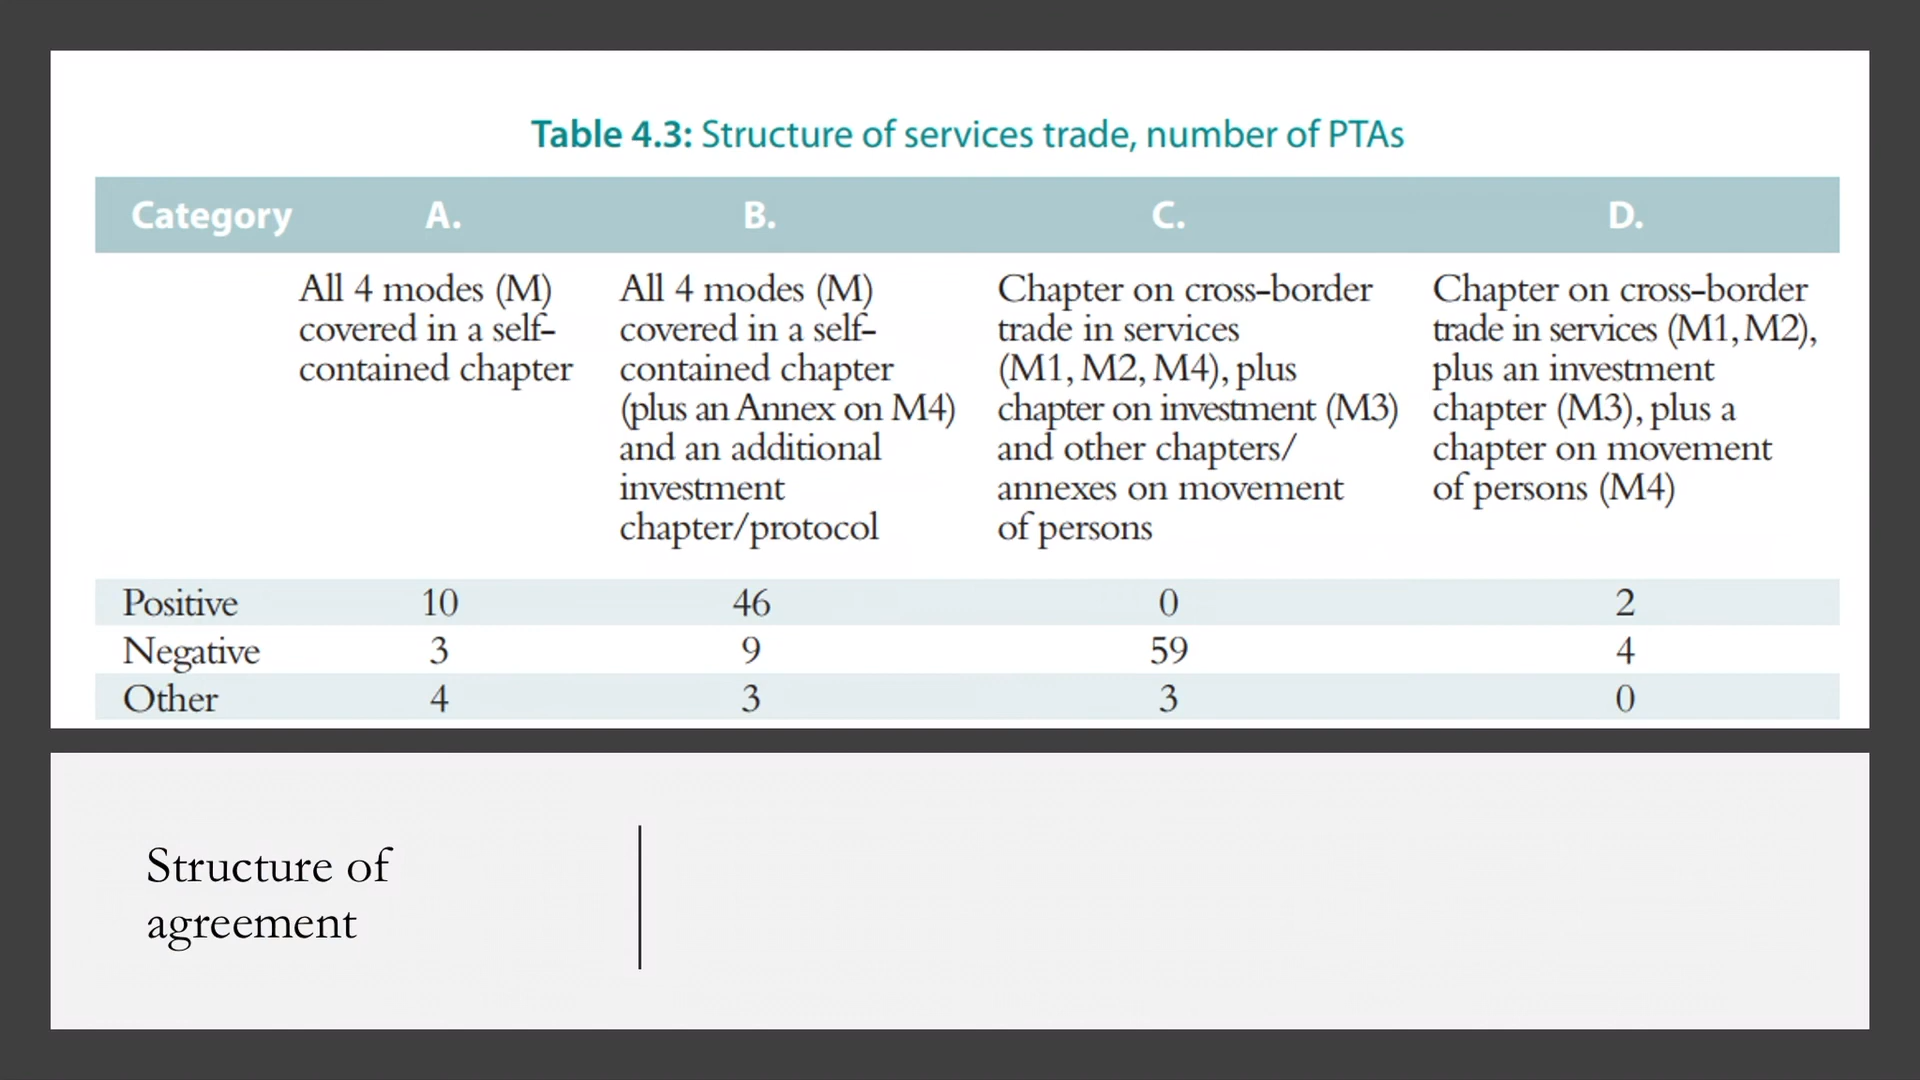 Table 4.3: Structure of services trade, number of PTAs
Category A. B. C. D.
All 4 modes (M)
covered in a self-
contained chapter
All 4 modes (M)
covered in a self-
contained chapter
(plus an Annex on M4)
and an additional
investment
chapter/protocol
Chapter on cross-border
trade in services
(M1, M2, M4), plus
chapter on investment (M3)
and other chapters/
annexes on movement
of persons
Chapter on cross-border
trade in services (M1, M2),
plus an investment
chapter (M3), plus a
chapter on movement
of persons (M4)
Positive 10 46 0 2
Negative 3 9 59 4
Other 4 3 3 0
Structure of
agreement